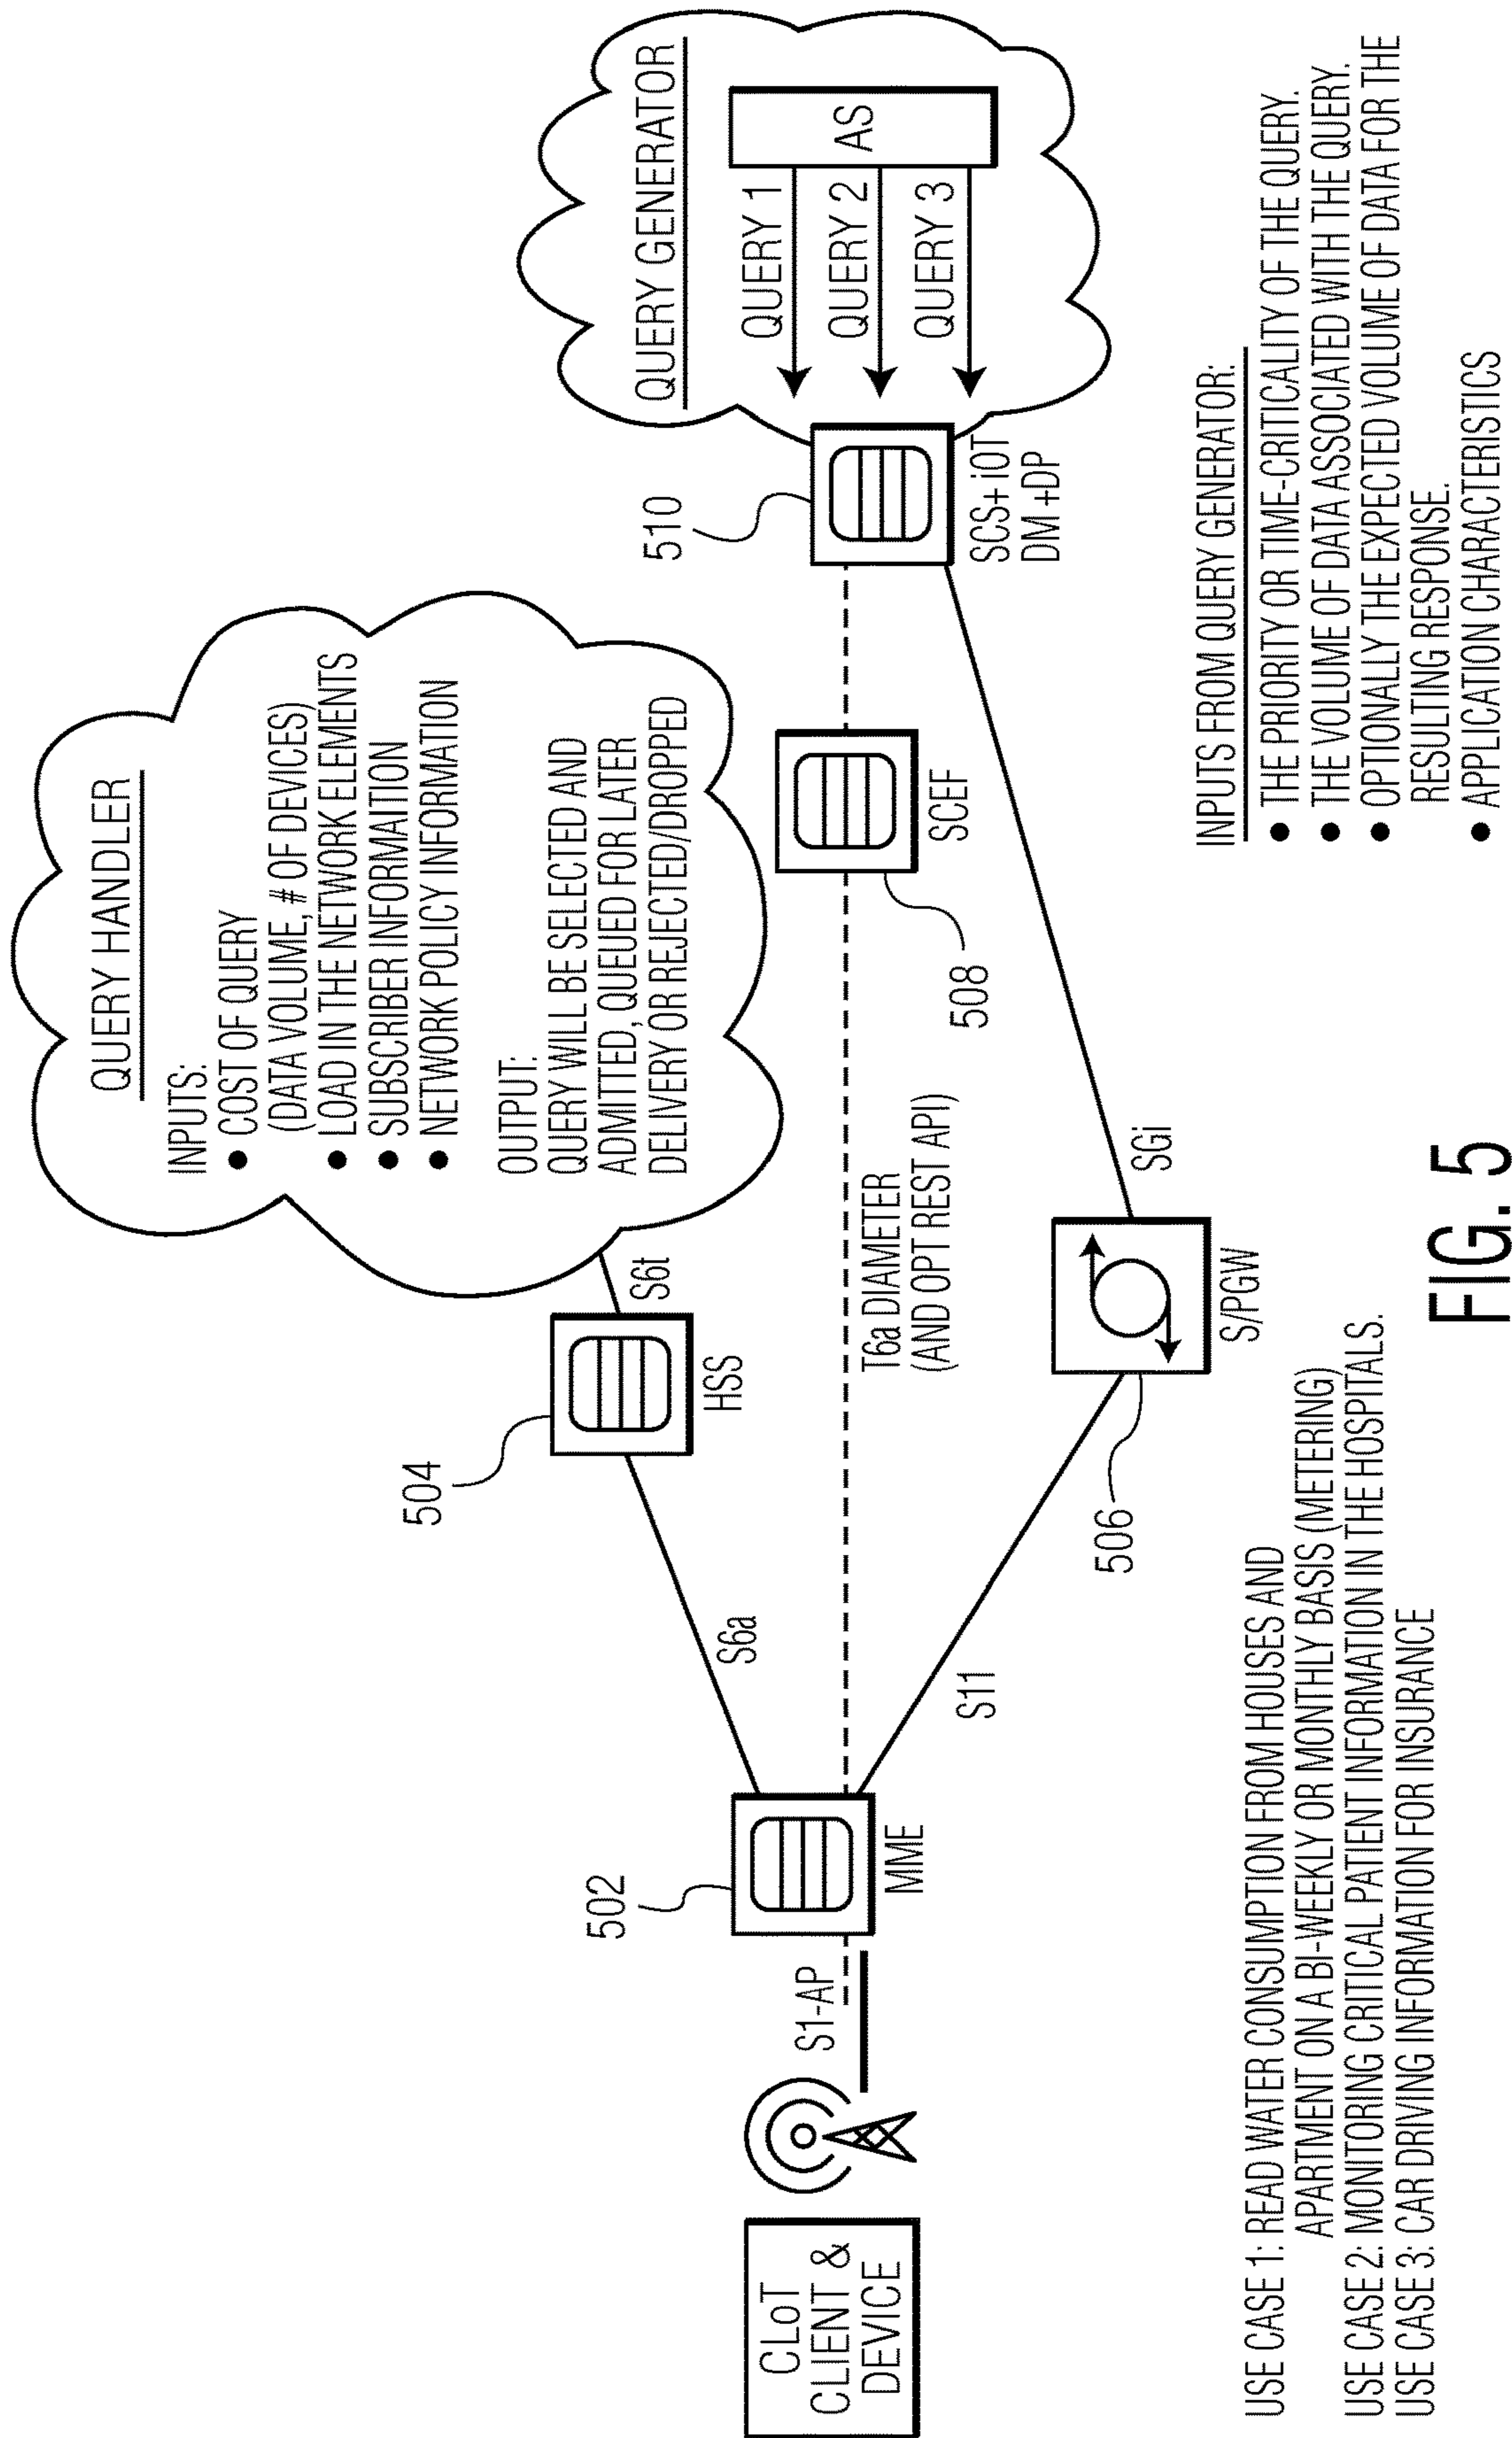 QUERY HANDLER
INPUTS:
● COST OF QUERY
(DATA VOLUME, # OF DEVICES)
● LOAD IN THE NETWORK ELEMENTS
● SUBSCRIBER INFORMAITION
● NETWORK POLICY INFORMATION
OUTPUT:
QUERY WILL BE SELECTED AND
ADMITTED, QUEUED FOR LATER
DELIVERY OR REJECTED/DROPPED
QUERY GENERATOR
QUERY 1
QUERY 2
QUERY 3
AS
504
HSS
S6t
S6a
502
MME
S1-AP
CLoT
CLIENT &
DEVICE
T6a DIAMETER
(AND OPT REST API)
SCEF
508
510
SCS+ iOT
DM +DP
S11
506
S/PGW
SGi
USE CASE 1: READ WATER CONSUMPTION FROM HOUSES AND
APARTMENT ON A BI-WEEKLY OR MONTHLY BASIS (METERING)
USE CASE 2: MONITORING CRITICAL PATIENT INFORMATION IN THE HOSPITALS.
USE CASE 3: CAR DRIVING INFORMATION FOR INSURANCE
INPUTS FROM QUERY GENERATOR:
● THE PRIORITY OR TIME-CRITICALITY OF THE QUERY.
● THE VOLUME OF DATA ASSOCIATED WITH THE QUERY.
● OPTIONALLY THE EXPECTED VOLUME OF DATA FOR THE
RESULTING RESPONSE.
● APPLICATION CHARACTERISTICS
FIG. 5